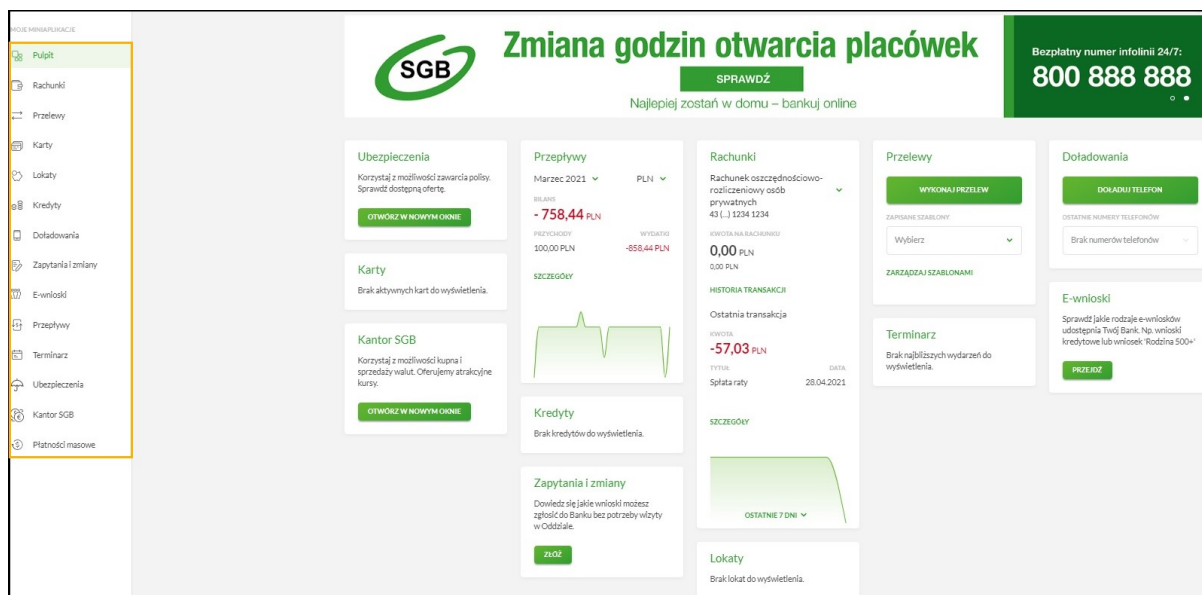 MOJE MINIAPLIKACJE
Pulpit
Rachunki
Przelewy
Karty
Lokaty
Kredyty
Doładowania
Zapytania i zmiany
E-wnioski
Przepływy
Terminarz
Ubezpieczenia
Kantor SGB
Płatności masowe
SGB
Zmiana godzin otwarcia placówek
SPRAWDŹ
Najlepiej zostań w domu – bankuj online
Bezpłatny numer infolinii 24/7:
800 888 888
Ubezpieczenia
Korzystaj z możliwości zawarcia polisy.
Sprawdź dostępną ofertę.
OTWÓRZ W NOWYM OKNIE
Karty
Brak aktywnych kart do wyświetlenia.
Kantor SGB
Korzystaj z możliwości kupna i
sprzedaży walut. Oferujemy atrakcyjne
kursy.
OTWÓRZ W NOWYM OKNIE
Przepływy
Marzec 2021 PLN
BILANS
- 758,44 PLN
PRZYCHODY WYDATKI
100,00 PLN -858,44 PLN
SZCZEGÓŁY
Kredyty
Brak kredytów do wyświetlenia.
Zapytania i zmiany
Dowiedz się jakie wnioski możesz
zgłosić do Banku bez potrzeby wizyty
w Oddziale.
ZŁÓŻ
Rachunki
Rachunek oszczędnościowo-
rozliczeniowy osób
prywatnych
43 (...) 1234 1234
KWOTA NA RACHUNKU
0,00 PLN
0,00 PLN
HISTORIA TRANSAKCJI
Ostatnia transakcja
KWOTA
-57,03 PLN
TYTUŁ DATA
Spłata raty 28.04.2021
SZCZEGÓŁY
OSTATNIE 7 DNI
Lokaty
Brak lokat do wyświetlenia.
Przelewy
WYKONAJ PRZELEW
ZAPISANE SZABLONY
Wybierz
ZARZĄDZAJ SZABLONAMI
Terminarz
Brak najbliższych wydarzeń do
wyświetlenia.
Doładowania
DOŁADUJ TELEFON
OSTATNIE NUMERY TELEFONÓW
Brak numerów telefonów
E-wnioski
Sprawdź jakie rodzaje e-wniosków
udostępnia Twój Bank. Np. wnioski
kredytowe lub wniosek 'Rodzina 500+'
PRZEJDŹ